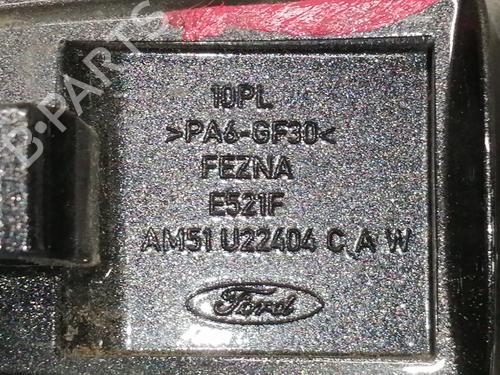 10PL
>PA6-GF30<
FEZNA
E521F
AM51 U22404 C A W
Ford
B-PARTS